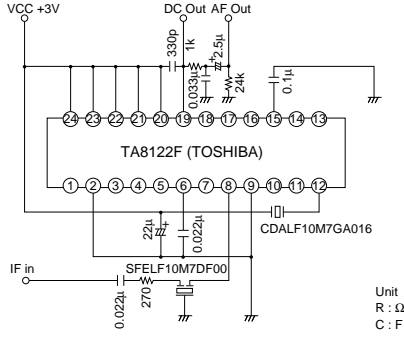 VCC +3V
DC Out
AF Out
330p
1k
2.5μ
+
0.033μ
24k
0.1μ
24 23 22 21 20 19 18 17 16 15 14 13
TA8122F (TOSHIBA)
1 2 3 4 5 6 7 8 9 10 11 12
22μ
+
0.022μ
CDALF10M7GA016
IF in
SFELF10M7DF00
0.022μ
270
Unit
R : Ω
C : F